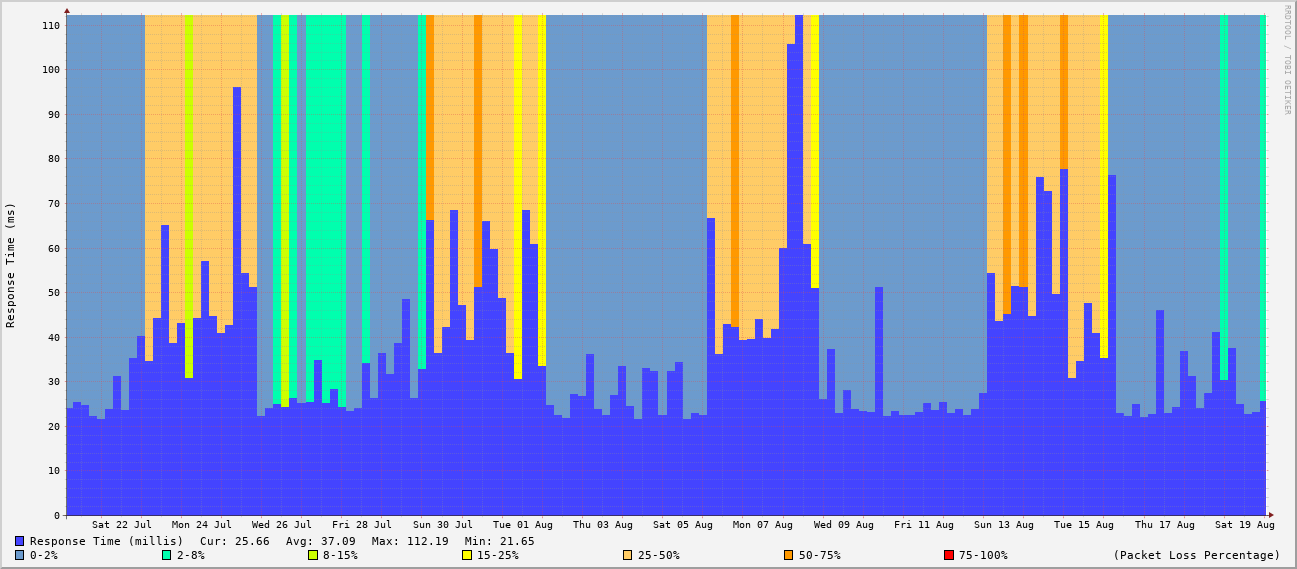 RRDTOOL / TOBI OETIKER
Response Time (ms)
110
100
90
80
70
60
50
40
30
20
10
0
Sat 22 Jul Mon 24 Jul Wed 26 Jul Fri 28 Jul Sun 30 Jul Tue 01 Aug Thu 03 Aug Sat 05 Aug Mon 07 Aug Wed 09 Aug Fri 11 Aug Sun 13 Aug Tue 15 Aug Thu 17 Aug Sat 19 Aug
Response Time (millis) Cur: 25.66 Avg: 37.09 Max: 112.19 Min: 21.65
0-2% 2-8% 8-15% 15-25% 25-50% 50-75% 75-100% (Packet Loss Percentage)